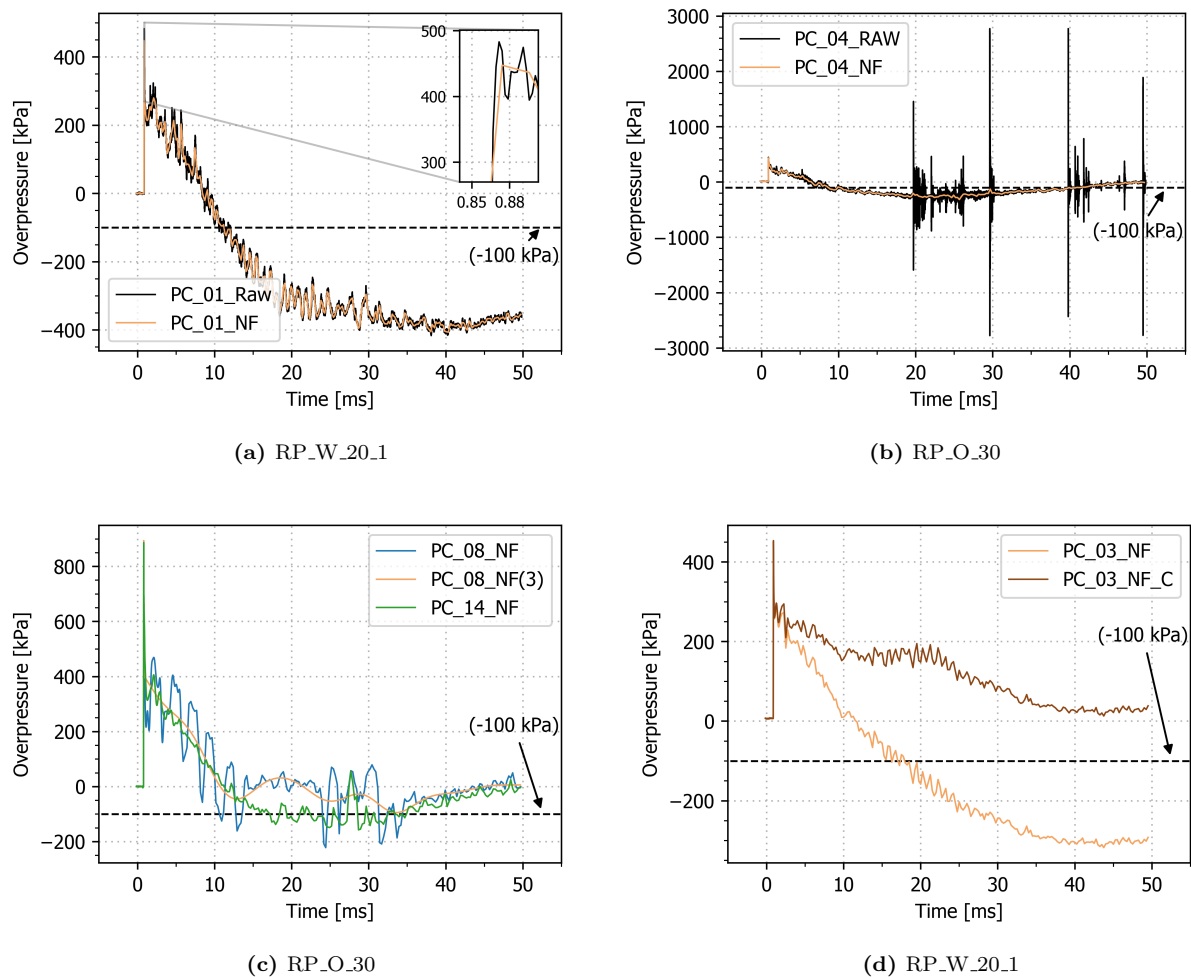 Overpressure [kPa]
400
200
0
−200
−400
0
10
20
30
40
50
Time [ms]
500
400
300
0.85
0.88
(-100 kPa)
PC_01_Raw
PC_01_NF
(a) RP_W_20_1
Overpressure [kPa]
3000
2000
1000
0
−1000
−2000
−3000
0
10
20
30
40
50
Time [ms]
PC_04_RAW
PC_04_NF
(-100 kPa)
(b) RP_O_30
Overpressure [kPa]
800
600
400
200
0
−200
0
10
20
30
40
50
Time [ms]
PC_08_NF
PC_08_NF(3)
PC_14_NF
(-100 kPa)
(c) RP_O_30
Overpressure [kPa]
400
200
0
−200
0
10
20
30
40
50
Time [ms]
PC_03_NF
PC_03_NF_C
(-100 kPa)
(d) RP_W_20_1